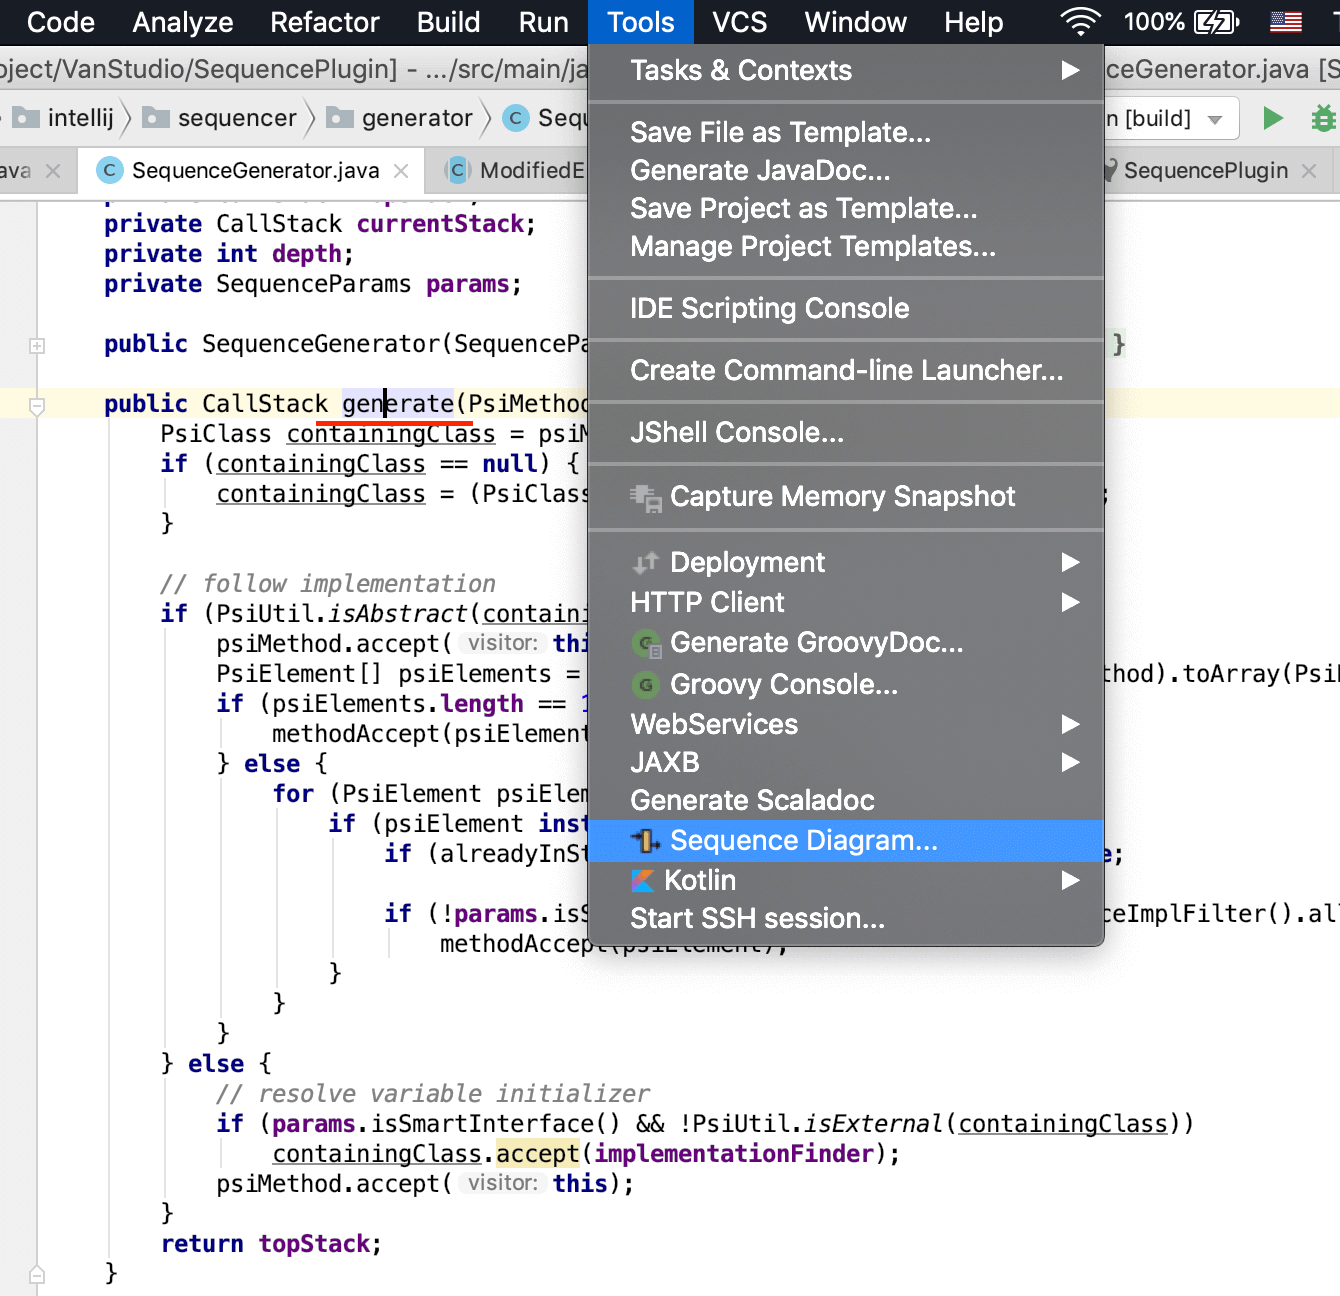 Code Analyze Refactor Build Run Tools VCS Window Help 100%
oject/VanStudio/SequencePlugin] - .../src/main/ja ceGenerator.java [S
intellij sequencer generator C Sequ n [build]
ava C SequenceGenerator.java C ModifiedE SequencePlugin
private CallStack currentStack;
private int depth;
private SequenceParams params;
public SequenceGenerator(SequencePa }
public CallStack generate(PsiMethod
PsiClass containingClass = psiM
if (containingClass == null) {
containingClass = (PsiClass ;
}
// follow implementation
if (PsiUtil.isAbstract(containi
psiMethod.accept( visitor: thi
PsiElement[] psiElements = thod).toArray(Psi
if (psiElements.length == 1
methodAccept(psiElement
} else {
for (PsiElement psiElem
if (psiElement inst
if (alreadyInSt e;
if (!params.isS ceImplFilter().al
methodAccept(psiElement);
}
}
}
} else {
// resolve variable initializer
if (params.isSmartInterface() && !PsiUtil.isExternal(containingClass))
containingClass.accept(implementationFinder);
psiMethod.accept( visitor: this);
}
return topStack;
}
Tasks & Contexts
Save File as Template...
Generate JavaDoc...
Save Project as Template...
Manage Project Templates...
IDE Scripting Console
Create Command-line Launcher...
JShell Console...
Capture Memory Snapshot
Deployment
HTTP Client
Generate GroovyDoc...
G Groovy Console...
WebServices
JAXB
Generate Scaladoc
Sequence Diagram...
Kotlin
Start SSH session...